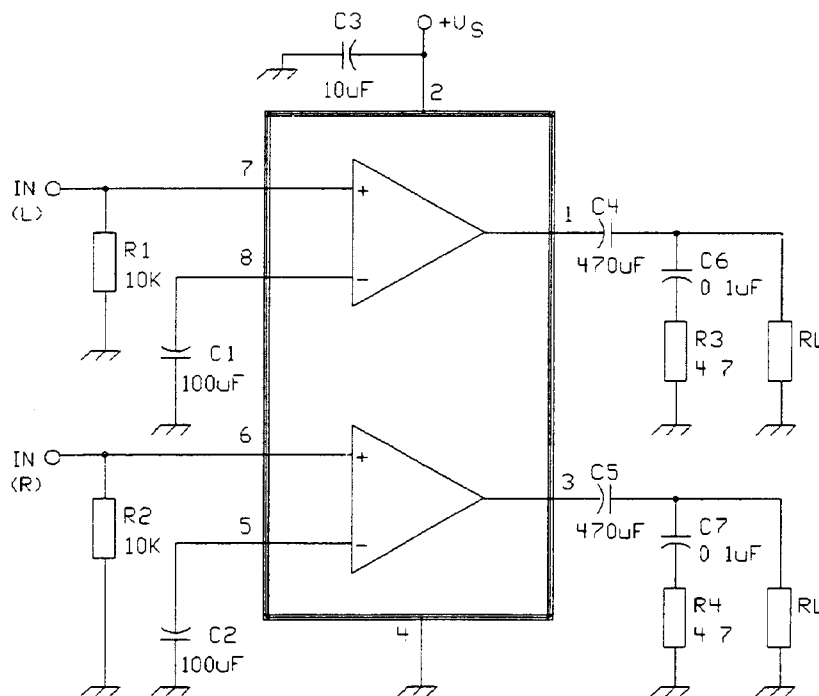 C3
+VS
10uF
2
7
IN
(L)
1
C4
R1
10K
8
470uF
C6
0 1uF
C1
100uF
R3
4 7
RL
6
IN
(R)
3
C5
R2
10K
5
470uF
C7
0 1uF
C2
100uF
4
R4
4 7
RL
+
−
+
−